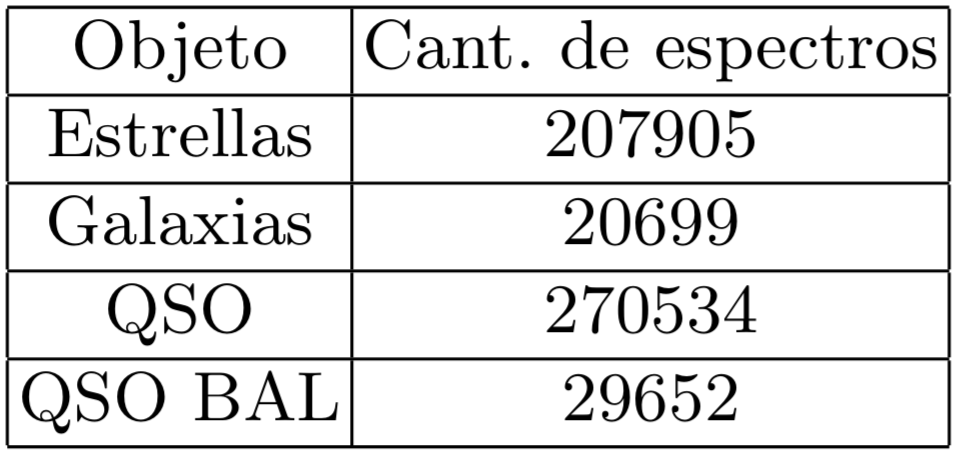 Objeto Cant. de espectros
Estrellas 207905
Galaxias 20699
QSO 270534
QSO BAL 29652